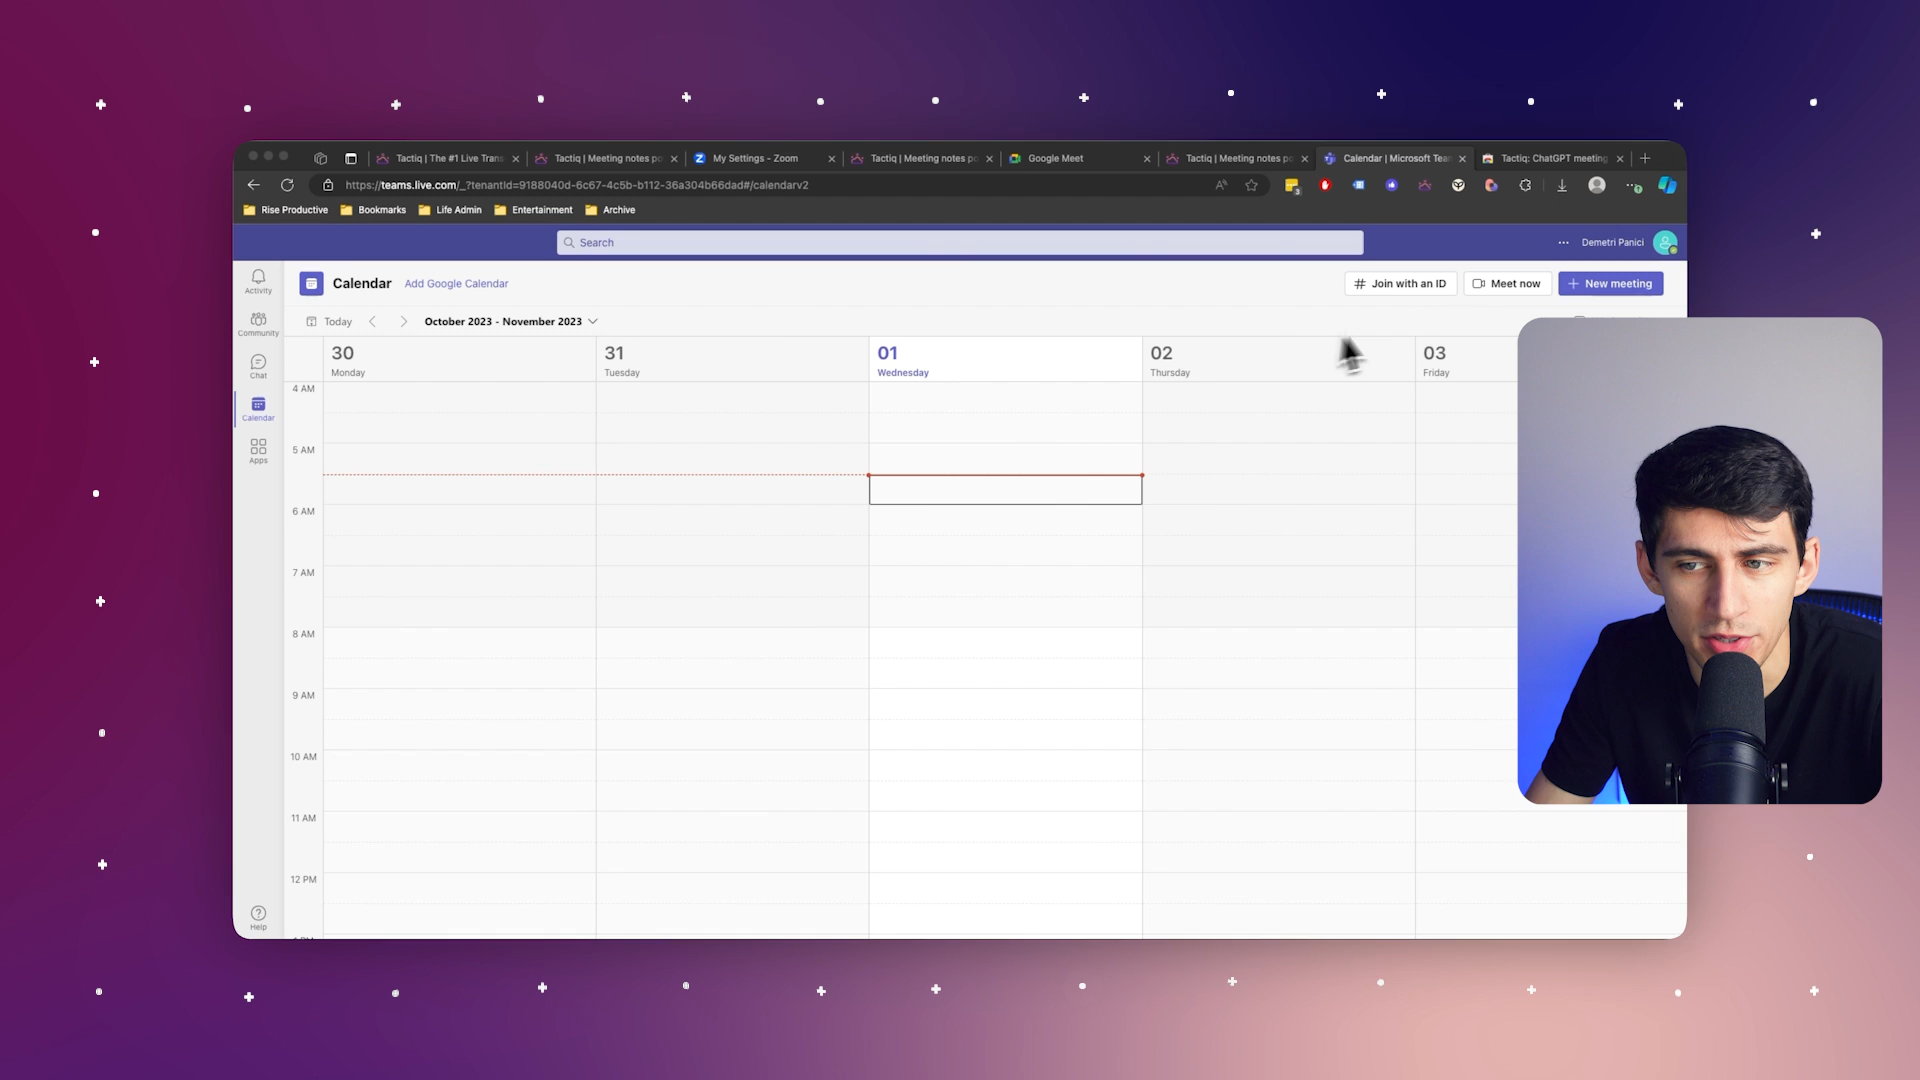 Tactiq | The #1 Live Trans
Tactiq | Meeting notes po
My Settings - Zoom
Tactiq | Meeting notes po
Google Meet
Tactiq | Meeting notes po
Calendar | Microsoft Tea
Tactiq: ChatGPT meeting
https://teams.live.com/_?tenantId=9188040d-6c67-4c5b-b112-36a304b66dad#/calendarv2
Rise Productive
Bookmarks
Life Admin
Entertainment
Archive
Search
Demetri Panici
Activity
Community
Chat
Calendar
Apps
Help
Calendar
Add Google Calendar
Join with an ID
Meet now
New meeting
Today
October 2023 - November 2023
30
Monday
31
Tuesday
01
Wednesday
02
Thursday
03
Friday
4 AM
5 AM
6 AM
7 AM
8 AM
9 AM
10 AM
11 AM
12 PM